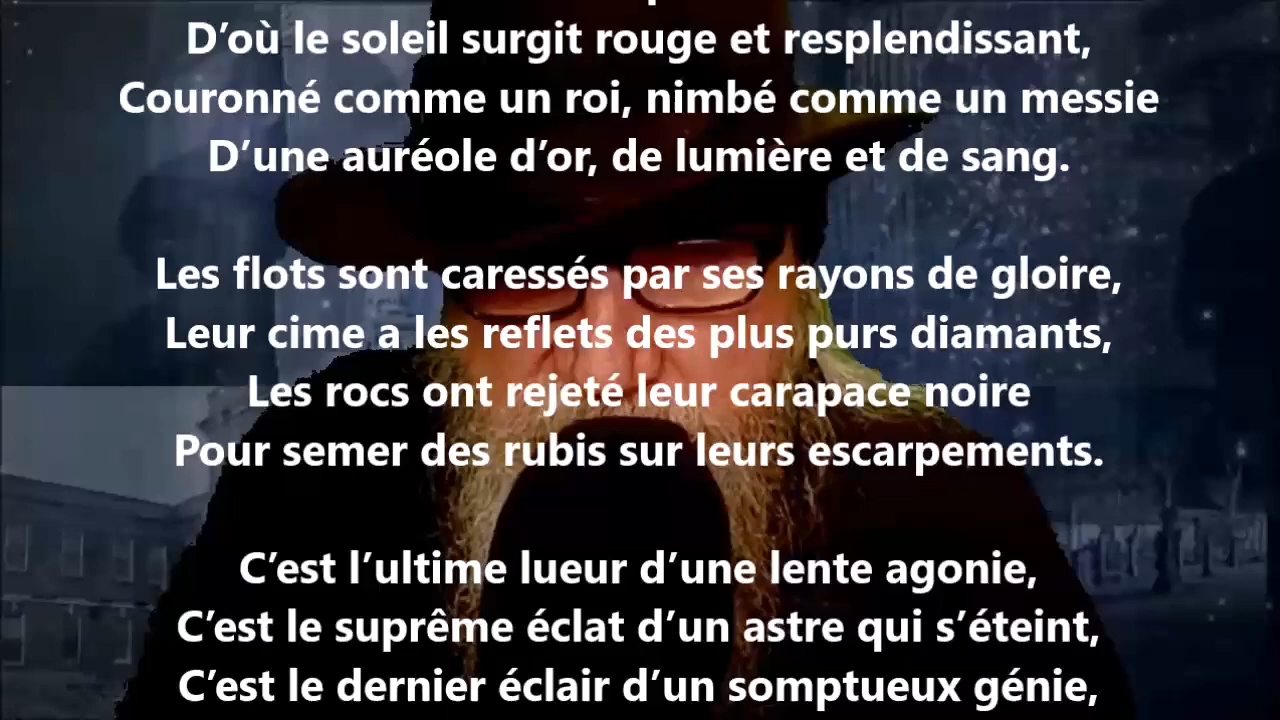 D’où le soleil surgit rouge et resplendissant,
Couronné comme un roi, nimbé comme un messie
D’une auréole d’or, de lumière et de sang.
Les flots sont caressés par ses rayons de gloire,
Leur cime a les reflets des plus purs diamants,
Les rocs ont rejeté leur carapace noire
Pour semer des rubis sur leurs escarpements.
C’est l’ultime lueur d’une lente agonie,
C’est le suprême éclat d’un astre qui s’éteint,
C’est le dernier éclair d’un somptueux génie,